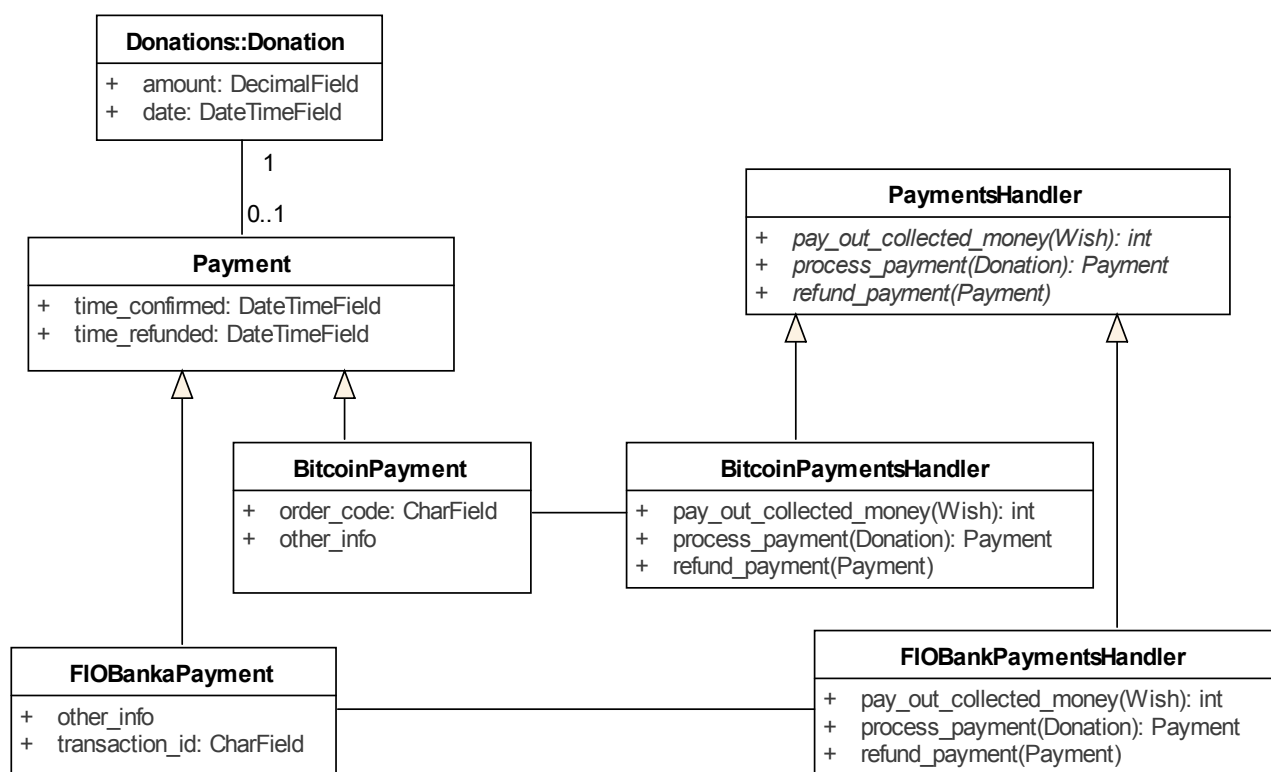 Donations::Donation
+ amount: DecimalField
+ date: DateTimeField
1
0..1
Payment
+ time_confirmed: DateTimeField
+ time_refunded: DateTimeField
PaymentsHandler
+ pay_out_collected_money(Wish): int
+ process_payment(Donation): Payment
+ refund_payment(Payment)
BitcoinPayment
+ order_code: CharField
+ other_info
BitcoinPaymentsHandler
+ pay_out_collected_money(Wish): int
+ process_payment(Donation): Payment
+ refund_payment(Payment)
FIOBankaPayment
+ other_info
+ transaction_id: CharField
FIOBankPaymentsHandler
+ pay_out_collected_money(Wish): int
+ process_payment(Donation): Payment
+ refund_payment(Payment)